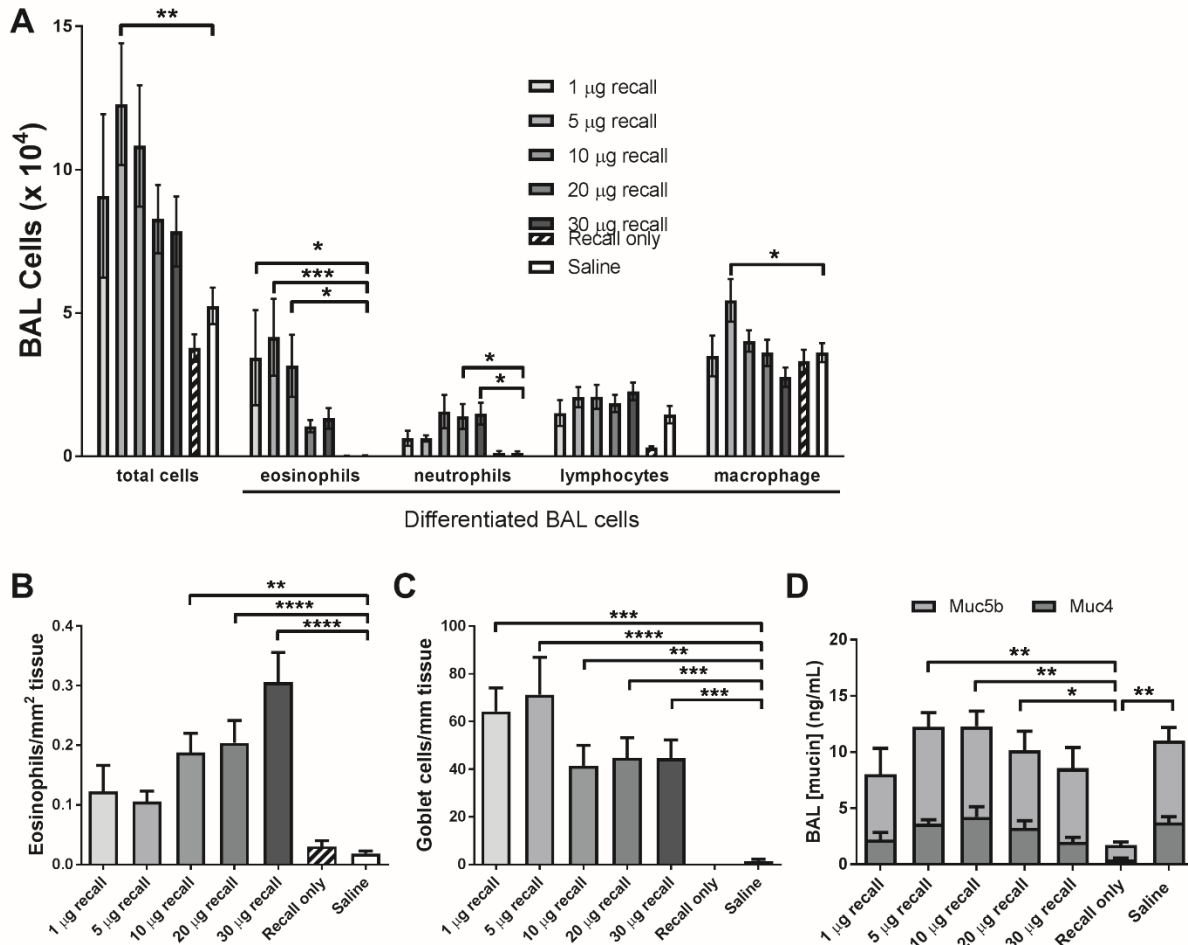 A
15
10
5
0
BAL Cells (x 10⁴)
**
*
***
*
*
*
*
1 μg recall
5 μg recall
10 μg recall
20 μg recall
30 μg recall
Recall only
Saline
total cells
eosinophils
neutrophils
lymphocytes
macrophage
Differentiated BAL cells
B
Eosinophils/mm² tissue
0.4
0.3
0.2
0.1
0.0
**
****
****
1 μg recall
5 μg recall
10 μg recall
20 μg recall
30 μg recall
Recall only
Saline
C
Goblet cells/mm tissue
100
80
60
40
20
0
***
****
**
***
***
1 μg recall
5 μg recall
10 μg recall
20 μg recall
30 μg recall
Recall only
Saline
D
Muc5b
Muc4
BAL [mucin] (ng/mL)
20
15
10
5
0
**
**
*
**
1 μg recall
5 μg recall
10 μg recall
20 μg recall
30 μg recall
Recall only
Saline